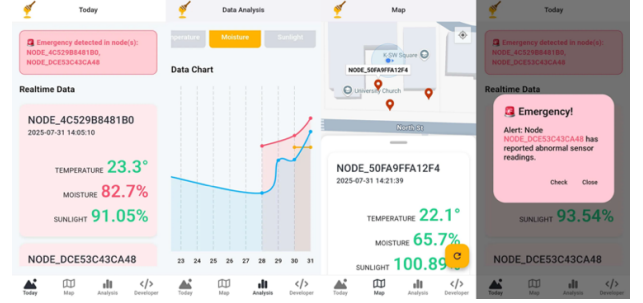 Today
🚨 Emergency detected in node(s):
NODE_4C529B8481B0,
NODE_DCE53C43CA48
Realtime Data
NODE_4C529B8481B0
2025-07-31 14:05:10
TEMPERATURE 23.3°
MOISTURE 82.7%
SUNLIGHT 91.05%
NODE_DCE53C43CA48
Today
Map
Analysis
Developer
Data Analysis
perature
Moisture
Sunlight
Data Chart
23 24 25 26 27 28 29 30 31
Today
Map
Analysis
Developer
Map
K-SW Square
NODE_50FA9FFA12F4
University Church
North St
NODE_50FA9FFA12F4
2025-07-31 14:21:39
TEMPERATURE 22.1°
MOISTURE 65.7%
SUNLIGHT 100.89%
Today
Map
Analysis
Developer
Today
🚨 Emergency detected in node(s):
NODE_4C529B8481B0,
NODE_DCE53C43CA48
Realtime Data
🚨 Emergency!
Alert: Node
NODE_DCE53C43CA48 has
reported abnormal sensor
readings.
Check
Close
SUNLIGHT 93.54%
NODE_DCE53C43CA48
Today
Map
Analysis
Developer